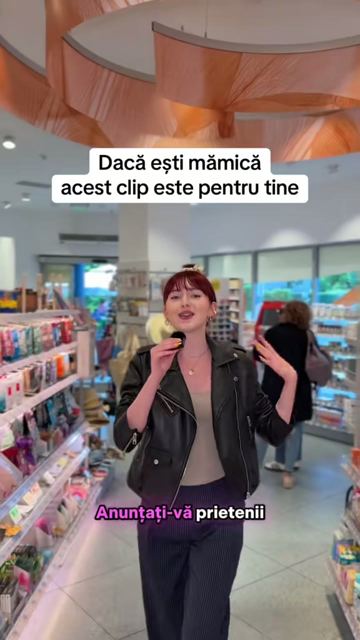 Dacă ești mămică
acest clip este pentru tine
Anunțați-vă prietenii